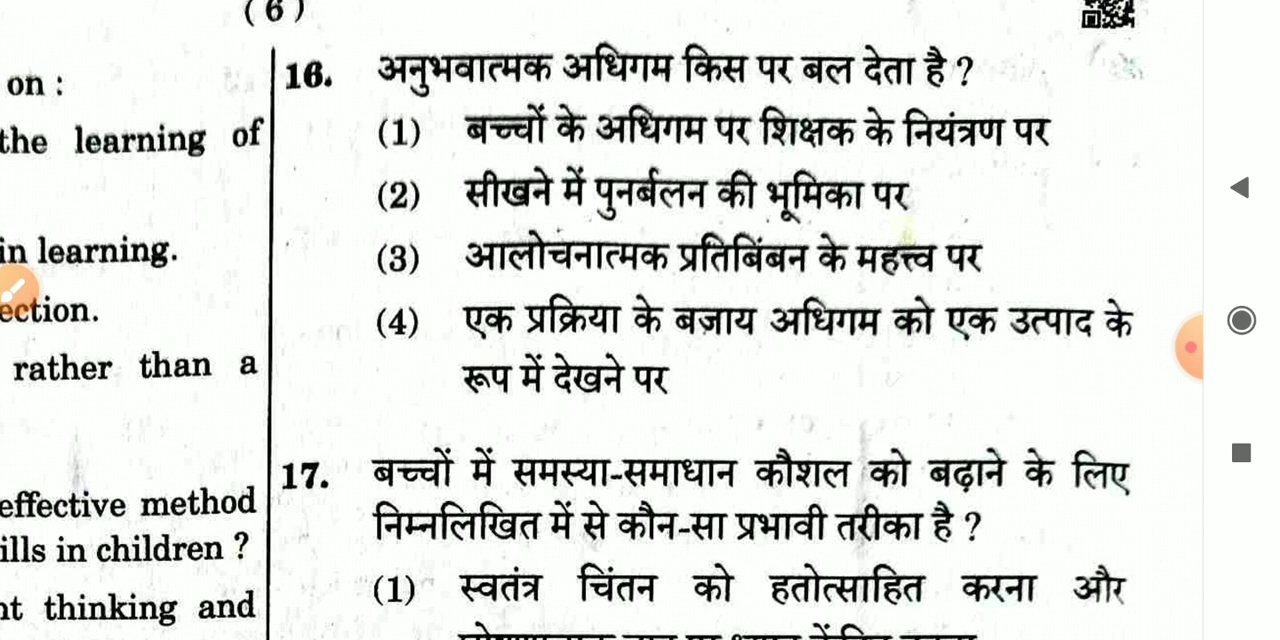 (6)
on :
the learning of
in learning.
ection.
rather than a
effective method
ills in children ?
nt thinking and
16. अनुभवात्मक अधिगम किस पर बल देता है ?
(1) बच्चों के अधिगम पर शिक्षक के नियंत्रण पर
(2) सीखने में पुनर्बलन की भूमिका पर
(3) आलोचनात्मक प्रतिबिंबन के महत्त्व पर
(4) एक प्रक्रिया के बज़ाय अधिगम को एक उत्पाद के
रूप में देखने पर
17. बच्चों में समस्या-समाधान कौशल को बढ़ाने के लिए
निम्नलिखित में से कौन-सा प्रभावी तरीका है ?
(1) स्वतंत्र चिंतन को हतोत्साहित करना और